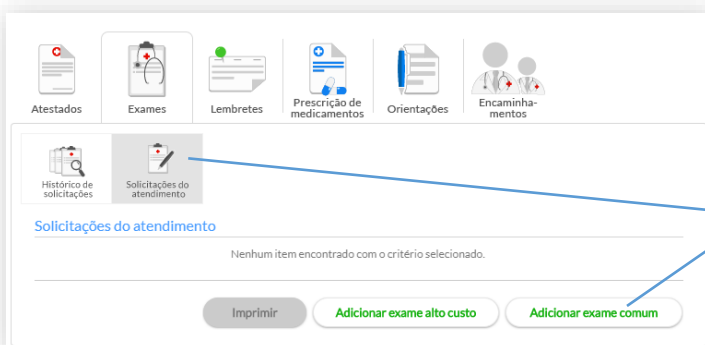 Atestados
Exames
Lembretes
Prescrição de
medicamentos
Orientações
Encaminha-
mentos
Histórico de
solicitações
Solicitações do
atendimento
Solicitações do atendimento
Nenhum item encontrado com o critério selecionado.
Imprimir
Adicionar exame alto custo
Adicionar exame comum